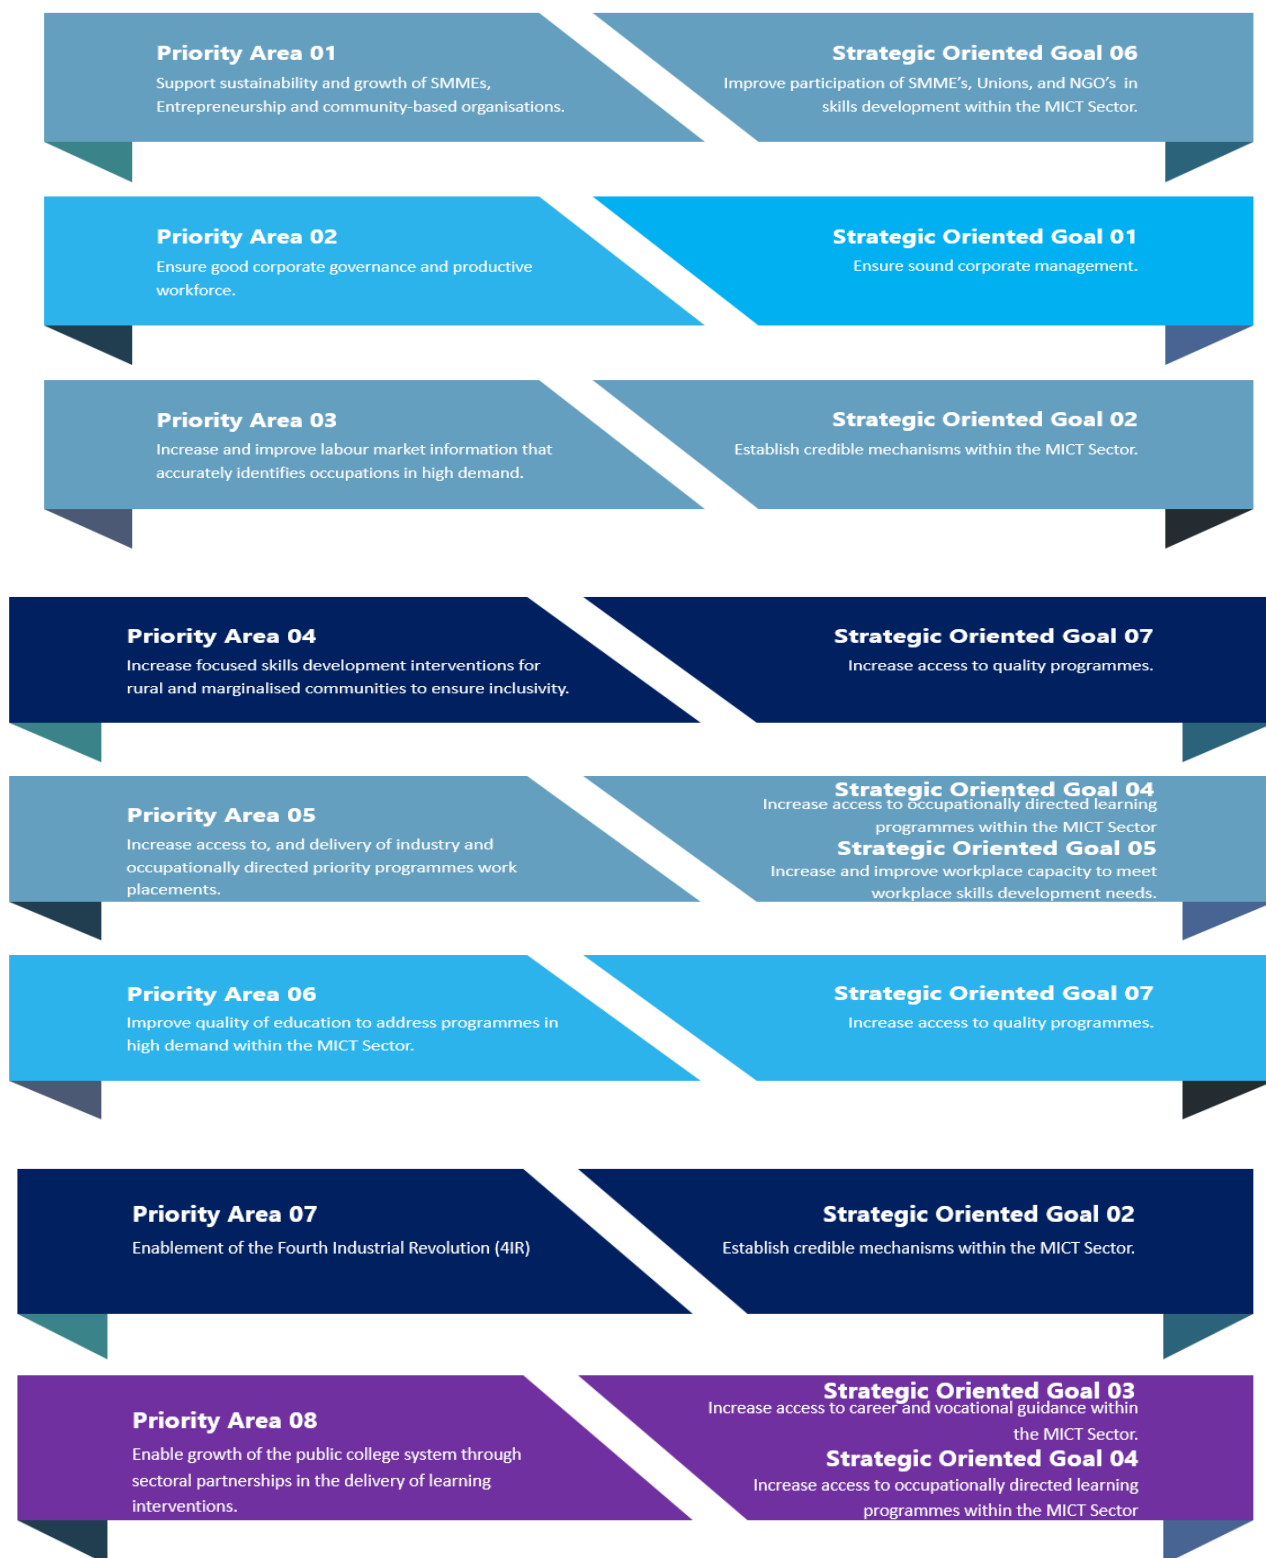 Priority Area 01
Support sustainability and growth of SMMEs,
Entrepreneurship and community-based organisations.
Strategic Oriented Goal 06
Improve participation of SMME’s, Unions, and NGO’s in
skills development within the MICT Sector.
Priority Area 02
Ensure good corporate governance and productive
workforce.
Strategic Oriented Goal 01
Ensure sound corporate management.
Priority Area 03
Increase and improve labour market information that
accurately identifies occupations in high demand.
Strategic Oriented Goal 02
Establish credible mechanisms within the MICT Sector.
Priority Area 04
Increase focused skills development interventions for
rural and marginalised communities to ensure inclusivity.
Strategic Oriented Goal 07
Increase access to quality programmes.
Priority Area 05
Increase access to, and delivery of industry and
occupationally directed priority programmes work
placements.
Strategic Oriented Goal 04
Increase access to occupationally directed learning
programmes within the MICT Sector
Strategic Oriented Goal 05
Increase and improve workplace capacity to meet
workplace skills development needs.
Priority Area 06
Improve quality of education to address programmes in
high demand within the MICT Sector.
Strategic Oriented Goal 07
Increase access to quality programmes.
Priority Area 07
Enablement of the Fourth Industrial Revolution (4IR)
Strategic Oriented Goal 02
Establish credible mechanisms within the MICT Sector.
Priority Area 08
Enable growth of the public college system through
sectoral partnerships in the delivery of learning
interventions.
Strategic Oriented Goal 03
Increase access to career and vocational guidance within
the MICT Sector.
Strategic Oriented Goal 04
Increase access to occupationally directed learning
programmes within the MICT Sector